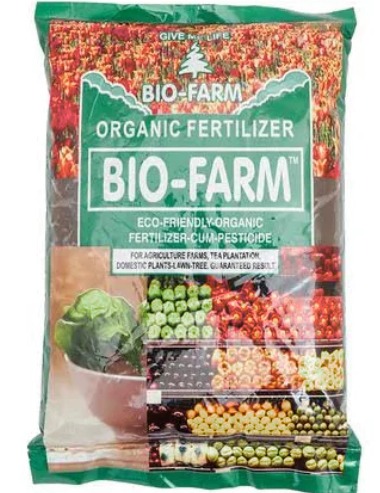 GIVE ME LIFE
BIO-FARM
ORGANIC FERTILIZER
BIO-FARM™
ECO-FRIENDLY-ORGANIC
FERTILIZER-CUM-PESTICIDE
FOR AGRICULTURE FARMS, TEA PLANTATION,
DOMESTIC PLANTS-LAWN-TREE. GUARANTEED RESULT